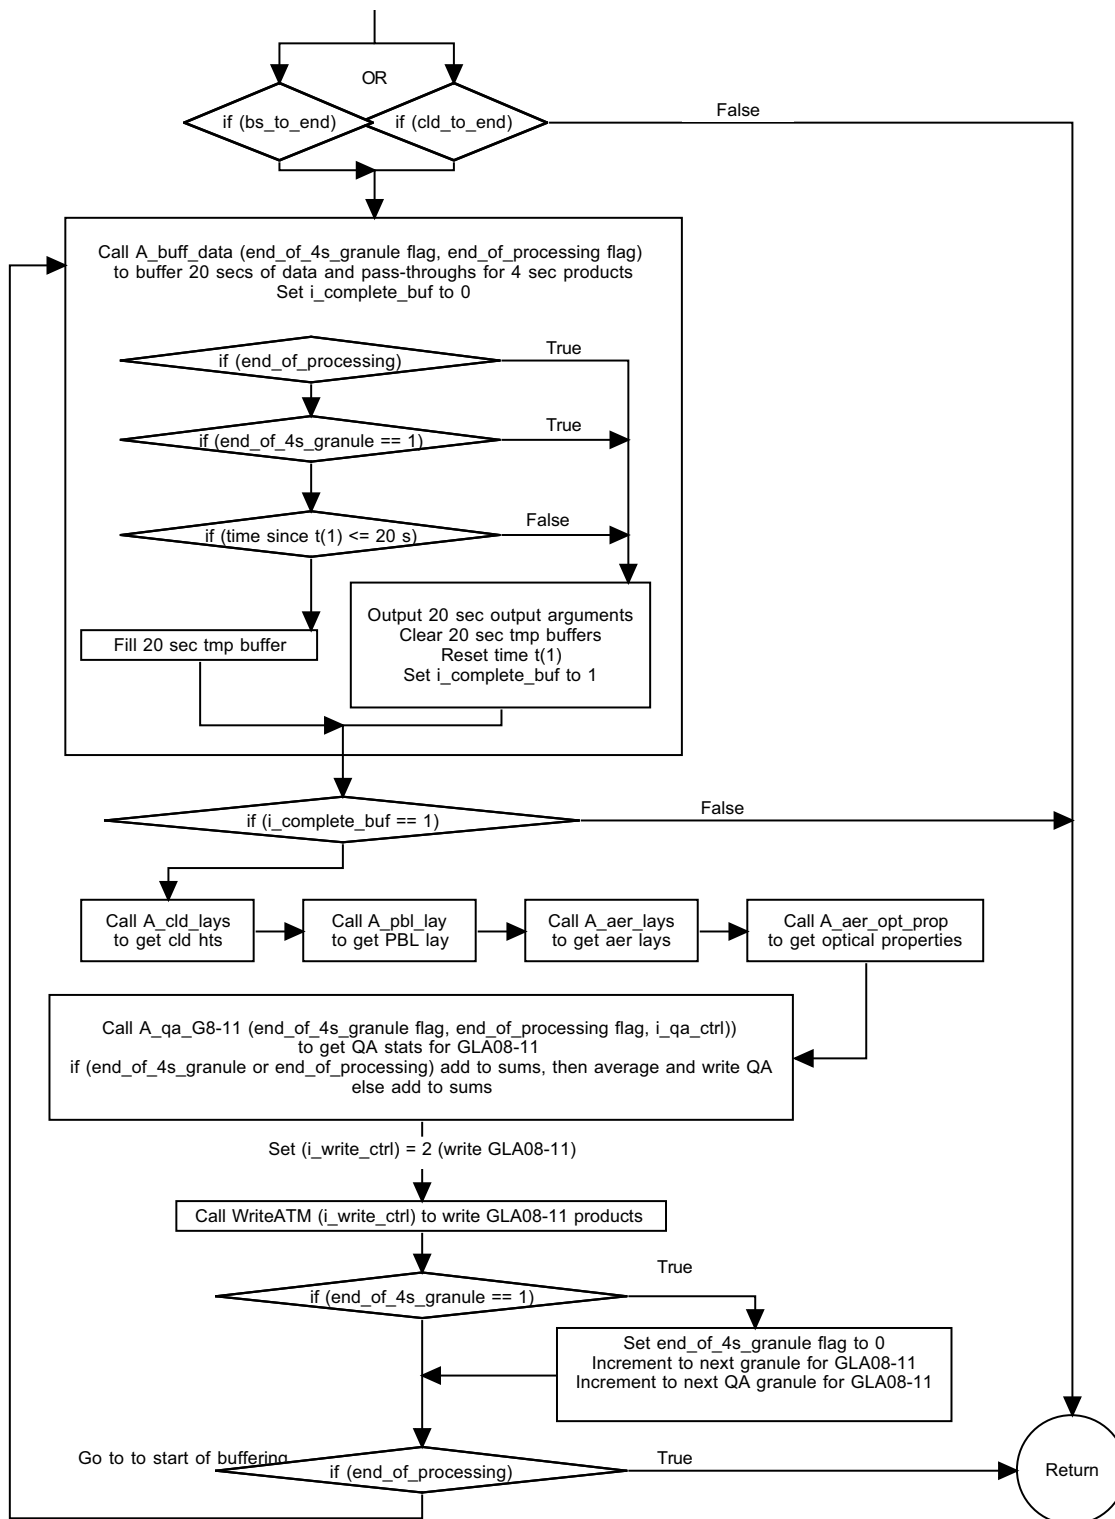 OR
if (bs_to_end)
if (cld_to_end)
False
Call A_buff_data (end_of_4s_granule flag, end_of_processing flag)
to buffer 20 secs of data and pass-throughs for 4 sec products
Set i_complete_buf to 0
if (end_of_processing)
True
if (end_of_4s_granule == 1)
True
if (time since t(1) <= 20 s)
False
Fill 20 sec tmp buffer
Output 20 sec output arguments
Clear 20 sec tmp buffers
Reset time t(1)
Set i_complete_buf to 1
if (i_complete_buf == 1)
False
Call A_cld_lays
to get cld hts
Call A_pbl_lay
to get PBL lay
Call A_aer_lays
to get aer lays
Call A_aer_opt_prop
to get optical properties
Call A_qa_G8-11 (end_of_4s_granule flag, end_of_processing flag, i_qa_ctrl))
to get QA stats for GLA08-11
if (end_of_4s_granule or end_of_processing) add to sums, then average and write QA
else add to sums
Set (i_write_ctrl) = 2 (write GLA08-11)
Call WriteATM (i_write_ctrl) to write GLA08-11 products
if (end_of_4s_granule == 1)
True
Set end_of_4s_granule flag to 0
Increment to next granule for GLA08-11
Increment to next QA granule for GLA08-11
Go to to start of buffering
if (end_of_processing)
True
Return